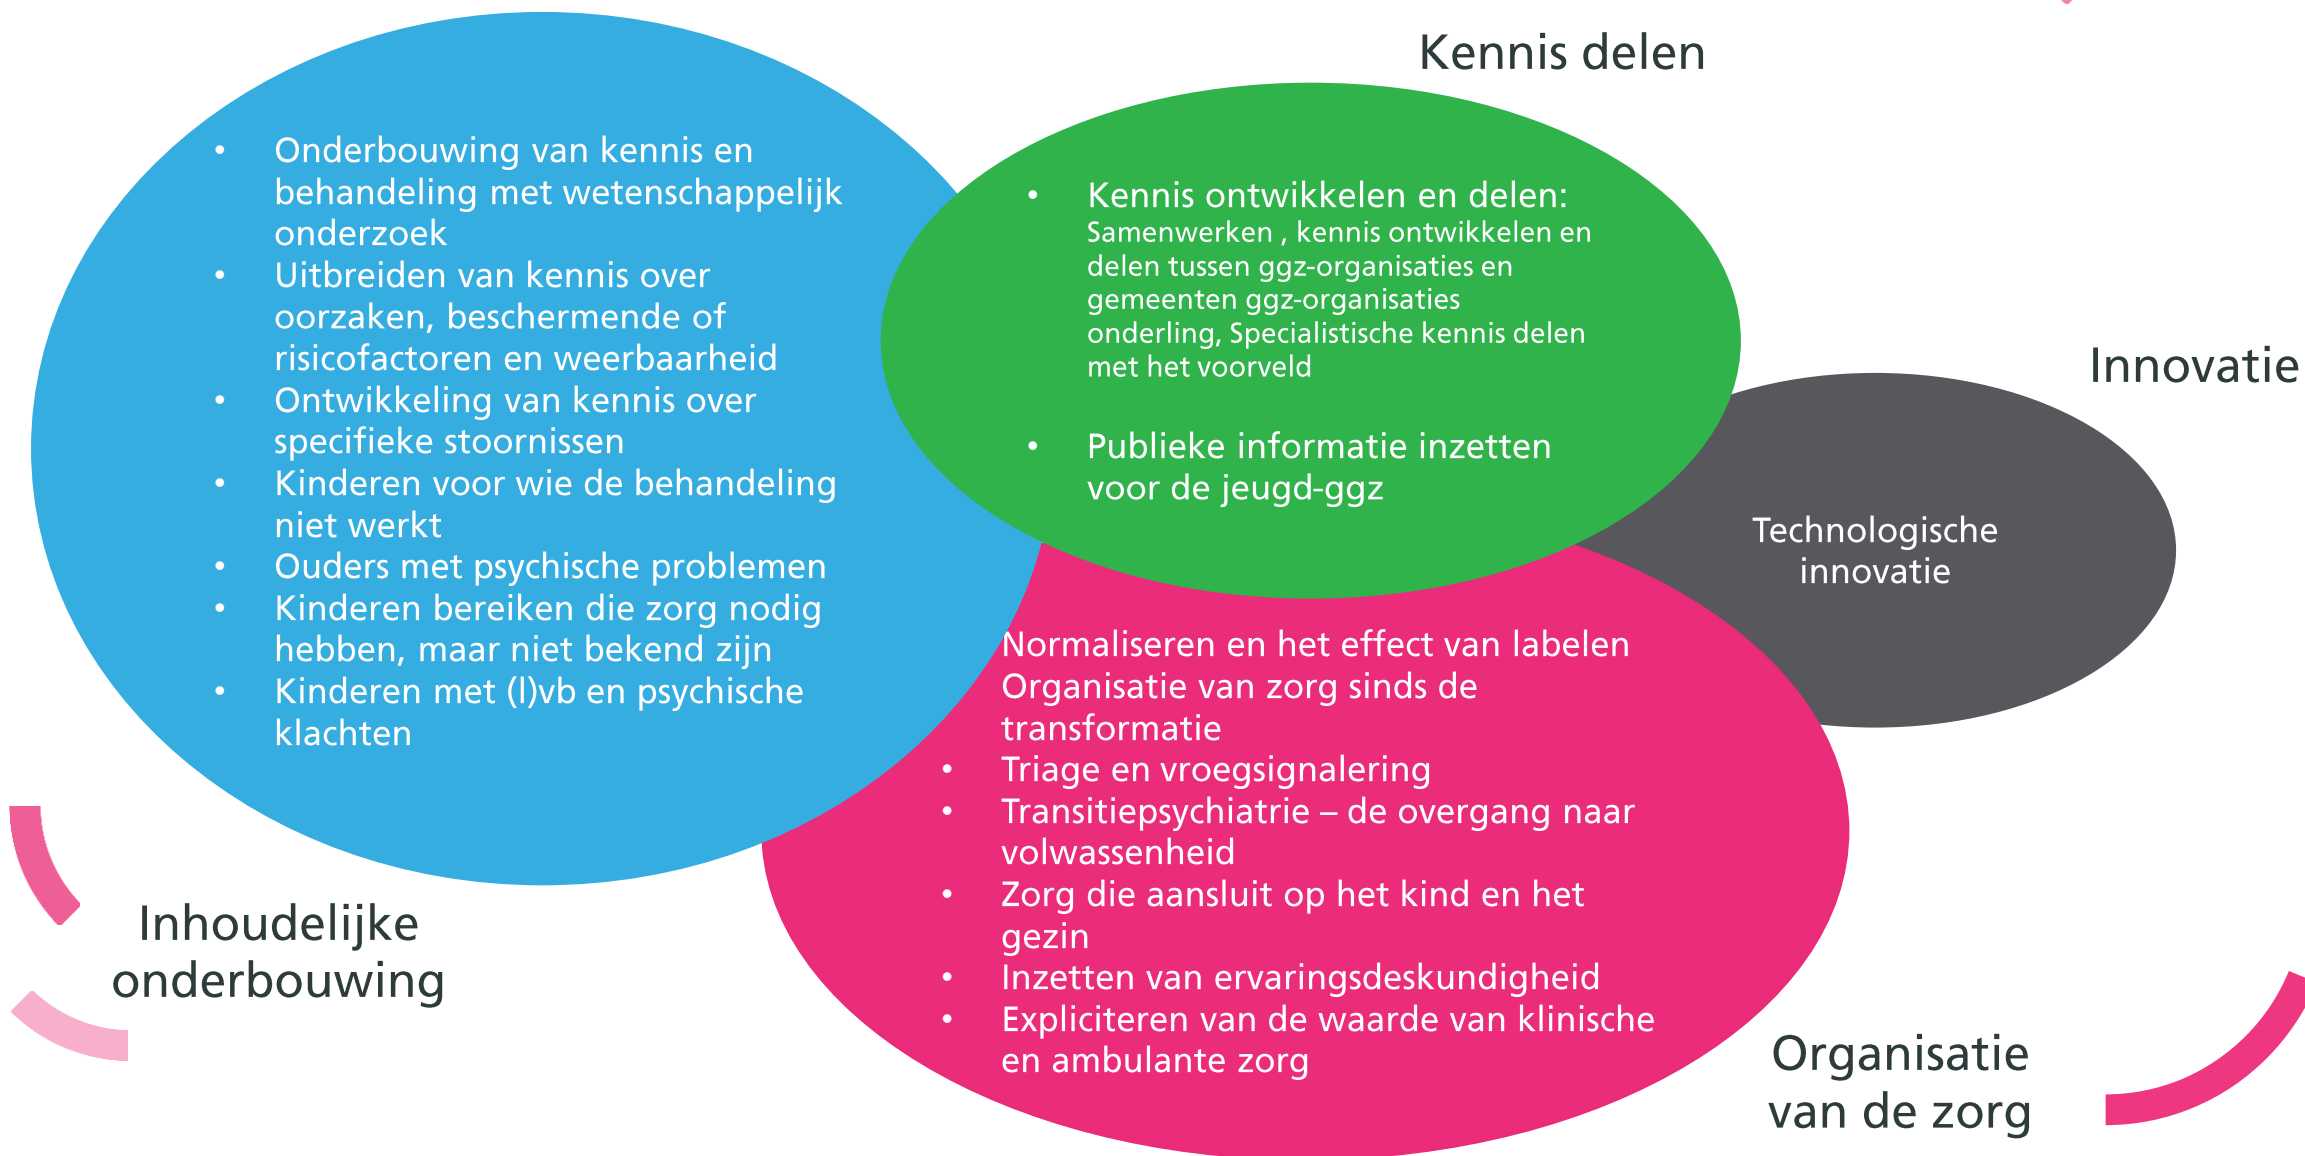 Kennis delen
• Onderbouwing van kennis en
behandeling met wetenschappelijk
onderzoek
• Uitbreiden van kennis over
oorzaken, beschermende of
risicofactoren en weerbaarheid
• Ontwikkeling van kennis over
specifieke stoornissen
• Kinderen voor wie de behandeling
niet werkt
• Ouders met psychische problemen
• Kinderen bereiken die zorg nodig
hebben, maar niet bekend zijn
• Kinderen met (l)vb en psychische
klachten
• Kennis ontwikkelen en delen:
Samenwerken , kennis ontwikkelen en
delen tussen ggz-organisaties en
gemeenten ggz-organisaties
onderling, Specialistische kennis delen
met het voorveld
• Publieke informatie inzetten
voor de jeugd-ggz
Innovatie
Technologische
innovatie
Normaliseren en het effect van labelen
Organisatie van zorg sinds de
transformatie
• Triage en vroegsignalering
• Transitiepsychiatrie – de overgang naar
volwassenheid
• Zorg die aansluit op het kind en het
gezin
• Inzetten van ervaringsdeskundigheid
• Expliciteren van de waarde van klinische
en ambulante zorg
Inhoudelijke
onderbouwing
Organisatie
van de zorg